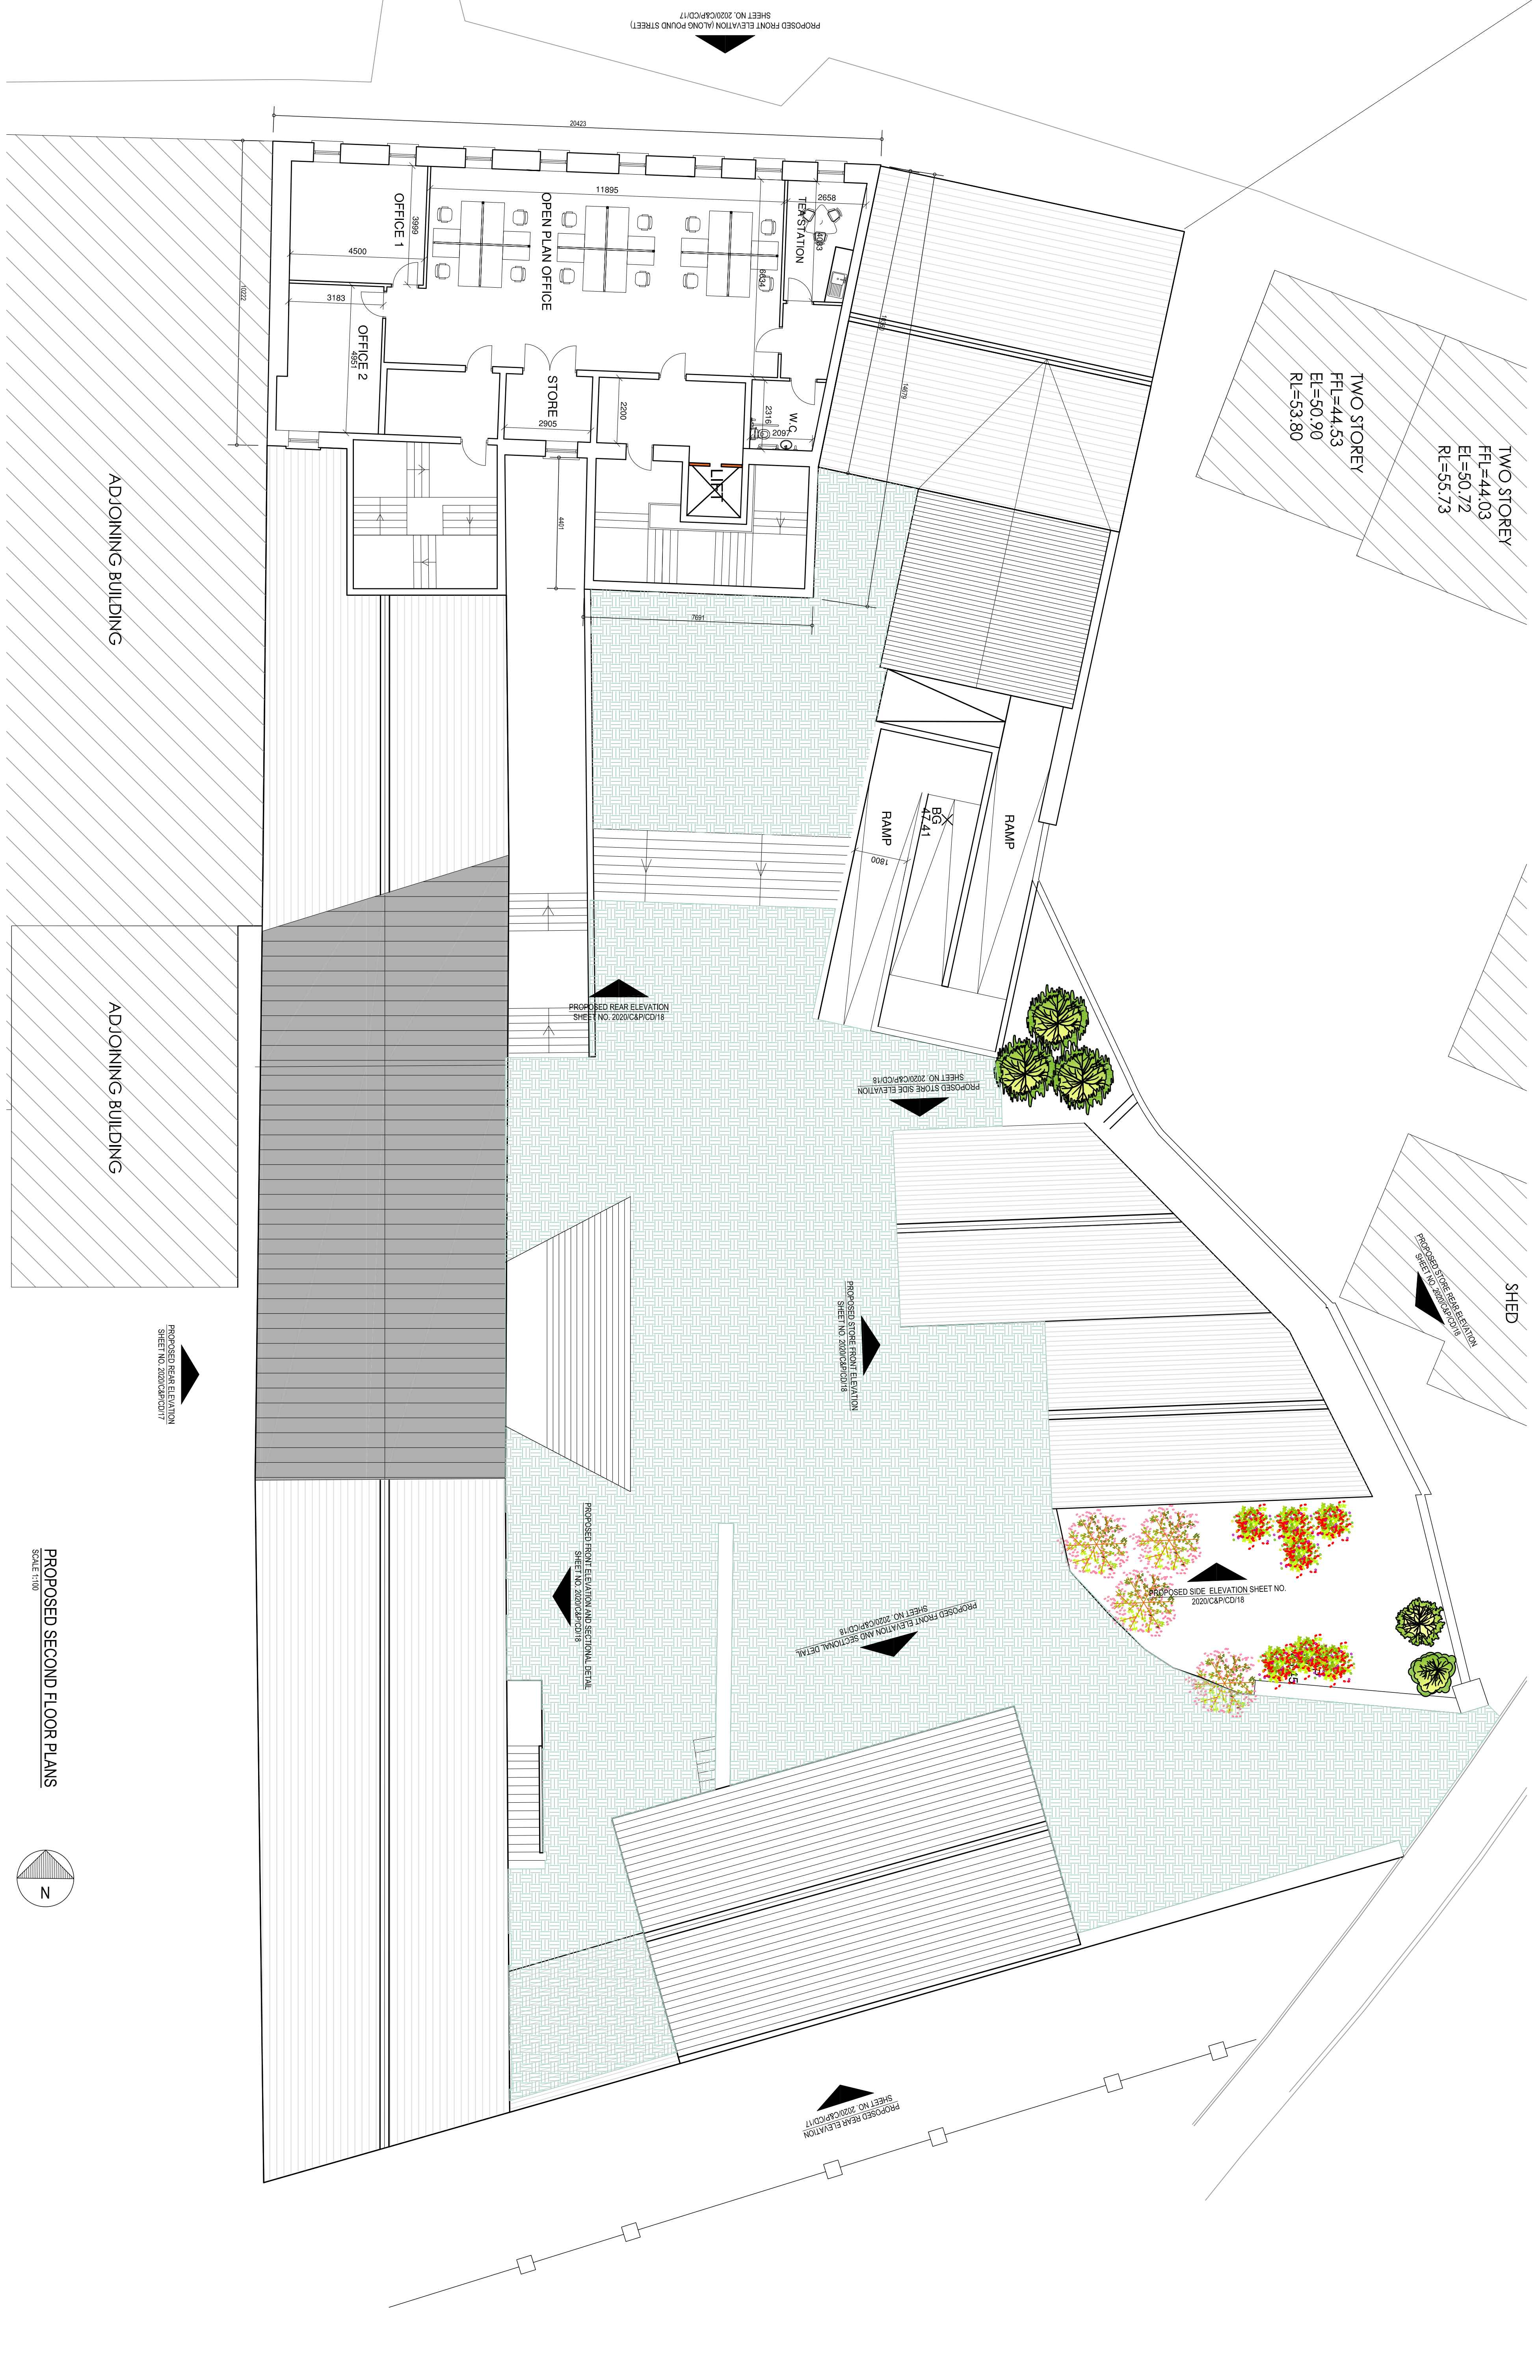 PROPOSED FRONT ELEVATION (ALONG POUND STREET)
SHEET NO. 2020/C&P/CD/17
20423
10222
OFFICE 1
3999
4500
OPEN PLAN OFFICE
11895
6634
TEA STATION
2658
4083
OFFICE 2
4951
3183
STORE
2905
2200
W.C.
2316
2097
LIFT
4401
7691
14679
TWO STOREY
FFL=44.53
EL=50.90
RL=53.80
TWO STOREY
FFL=44.03
EL=50.72
RL=55.73
ADJOINING BUILDING
ADJOINING BUILDING
RAMP
RAMP
BG
47.41
1800
PROPOSED REAR ELEVATION
SHEET NO. 2020/C&P/CD/18
PROPOSED STORE SIDE ELEVATION
SHEET NO. 2020/C&P/CD/18
PROPOSED STORE REAR ELEVATION
SHEET NO. 2020/C&P/CD/18
SHED
PROPOSED STORE FRONT ELEVATION
SHEET NO. 2020/C&P/CD/18
PROPOSED REAR ELEVATION
SHEET NO. 2020/C&P/CD/17
PROPOSED FRONT ELEVATION AND SECTIONAL DETAIL
SHEET NO. 2020/C&P/CD/18
PROPOSED SIDE ELEVATION SHEET NO.
2020/C&P/CD/18
PROPOSED FRONT ELEVATION AND SECTIONAL DETAIL
SHEET NO. 2020/C&P/CD/18
PROPOSED SECOND FLOOR PLANS
SCALE 1:100
N
PROPOSED REAR ELEVATION
SHEET NO. 2020/C&P/CD/17